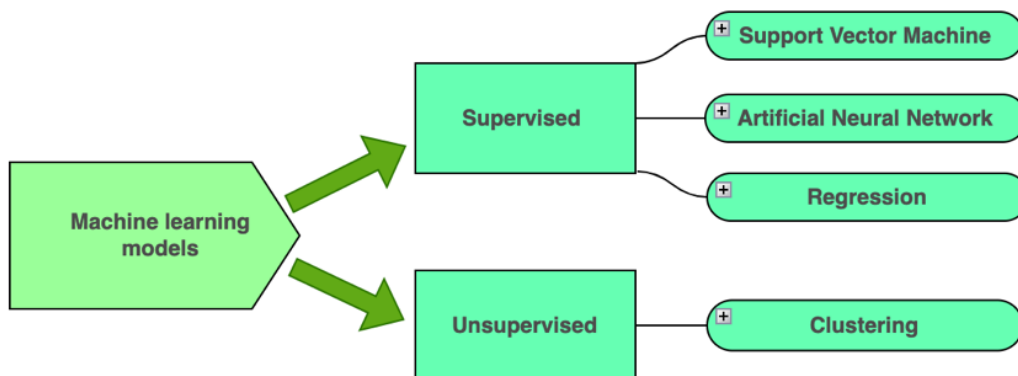 Machine learning
models
Supervised
Support Vector Machine
Artificial Neural Network
Regression
Unsupervised
Clustering